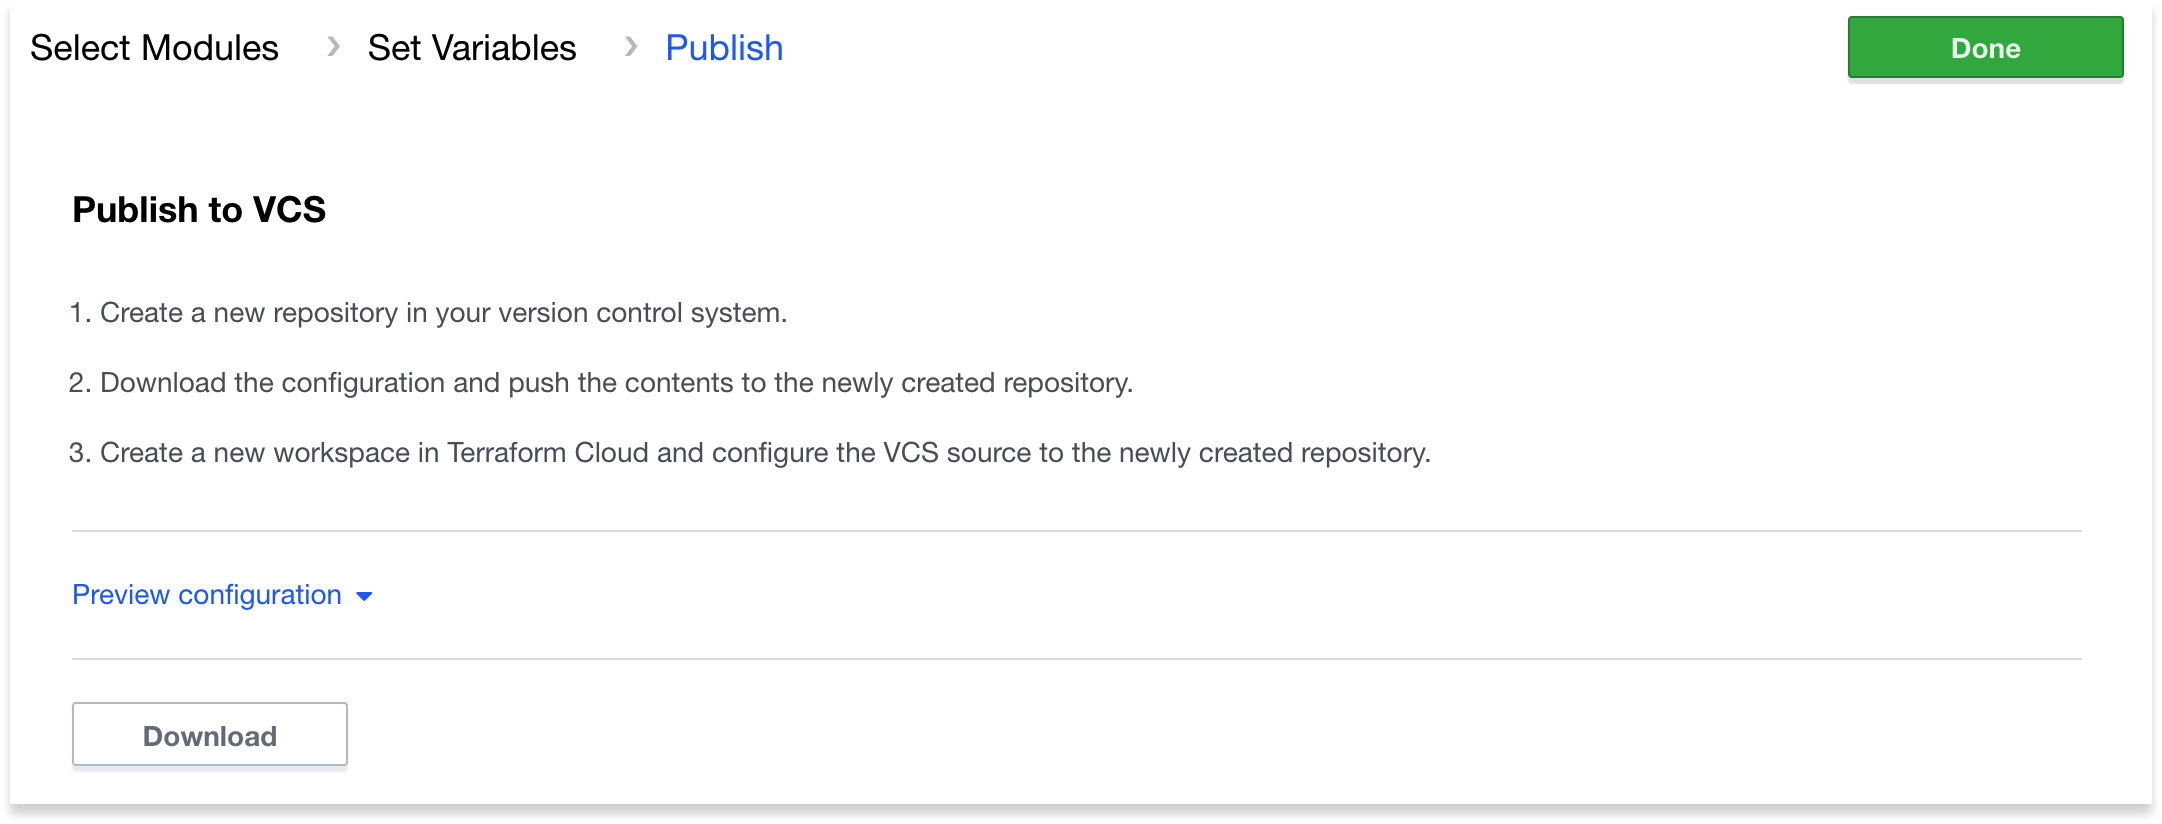 Select Modules › Set Variables › Publish
Done
Publish to VCS
1. Create a new repository in your version control system.
2. Download the configuration and push the contents to the newly created repository.
3. Create a new workspace in Terraform Cloud and configure the VCS source to the newly created repository.
Preview configuration
Download